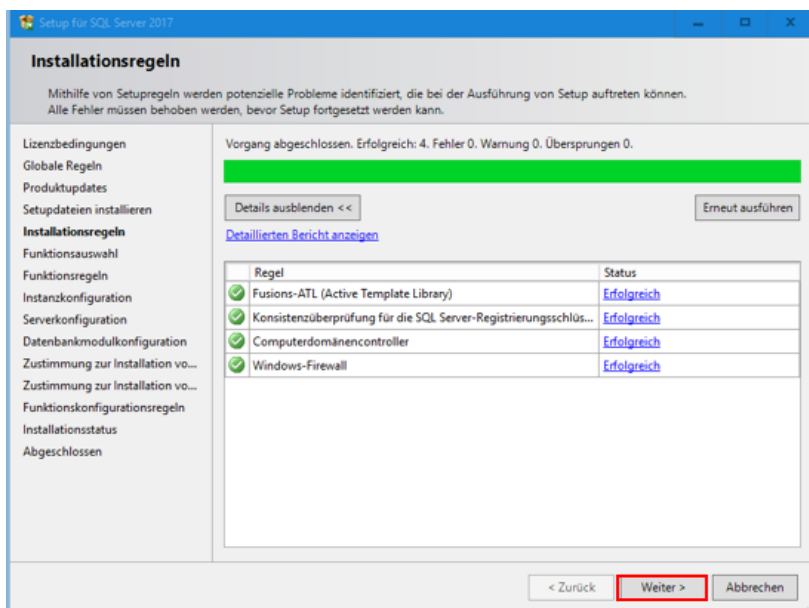 Setup für SQL Server 2017
Installationsregeln
Mithilfe von Setupregeln werden potenzielle Probleme identifiziert, die bei der Ausführung von Setup auftreten können.
Alle Fehler müssen behoben werden, bevor Setup fortgesetzt werden kann.
Lizenzbedingungen
Globale Regeln
Produktupdates
Setupdateien installieren
Installationsregeln
Funktionsauswahl
Funktionsregeln
Instanzkonfiguration
Serverkonfiguration
Datenbankmodulkonfiguration
Zustimmung zur Installation vo...
Zustimmung zur Installation vo...
Funktionskonfigurationsregeln
Installationsstatus
Abgeschlossen
Vorgang abgeschlossen. Erfolgreich: 4. Fehler 0. Warnung 0. Übersprungen 0.
Details ausblenden << Erneut ausführen
Detaillierten Bericht anzeigen
Regel Status
Fusions-ATL (Active Template Library) Erfolgreich
Konsistenzüberprüfung für die SQL Server-Registrierungsschlüs... Erfolgreich
Computerdomänencontroller Erfolgreich
Windows-Firewall Erfolgreich
< Zurück Weiter > Abbrechen